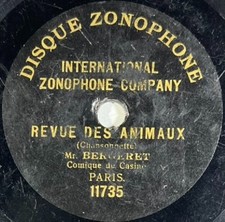 DISQUE ZONOPHONE
INTERNATIONAL
ZONOPHONE COMPANY
REVUE DES ANIMAUX
(Chansonnette)
Mr. BERGERET
Comique du Casino
PARIS.
11735